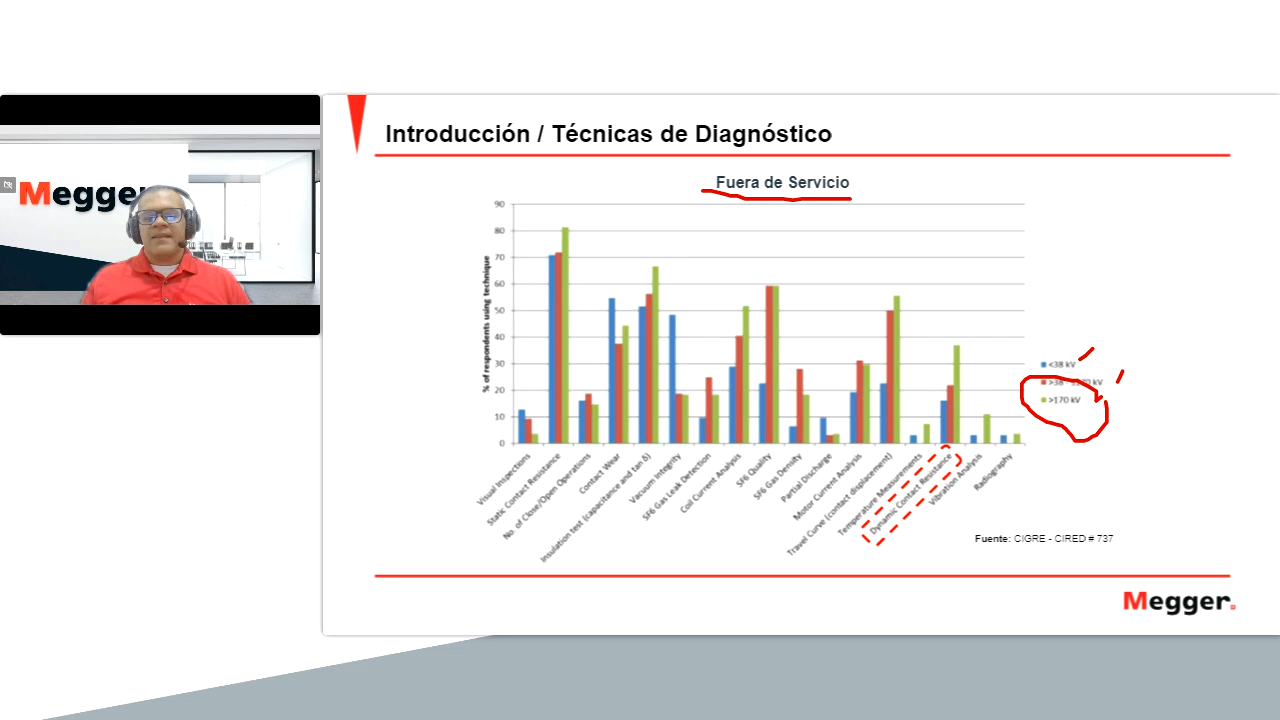 Megger
Introducción / Técnicas de Diagnóstico
Fuera de Servicio
% of respondents using technique
90
80
70
60
50
40
30
20
10
0
Visual Inspections
Static Contact Resistance
No. of Close/Open Operations
Contact Wear
Insulation test (capacitance and tan δ)
Vacuum Integrity
SF6 Gas Leak Detection
Coil Current Analysis
SF6 Quality
SF6 Gas Density
Partial Discharge
Motor Current Analysis
Travel Curve (contact displacement)
Temperature Measurements
Dynamic Contact Resistance
Vibration Analysis
Radiography
<38 kV
>170 kV
Fuente: CIGRE - CIRED # 737
Megger.